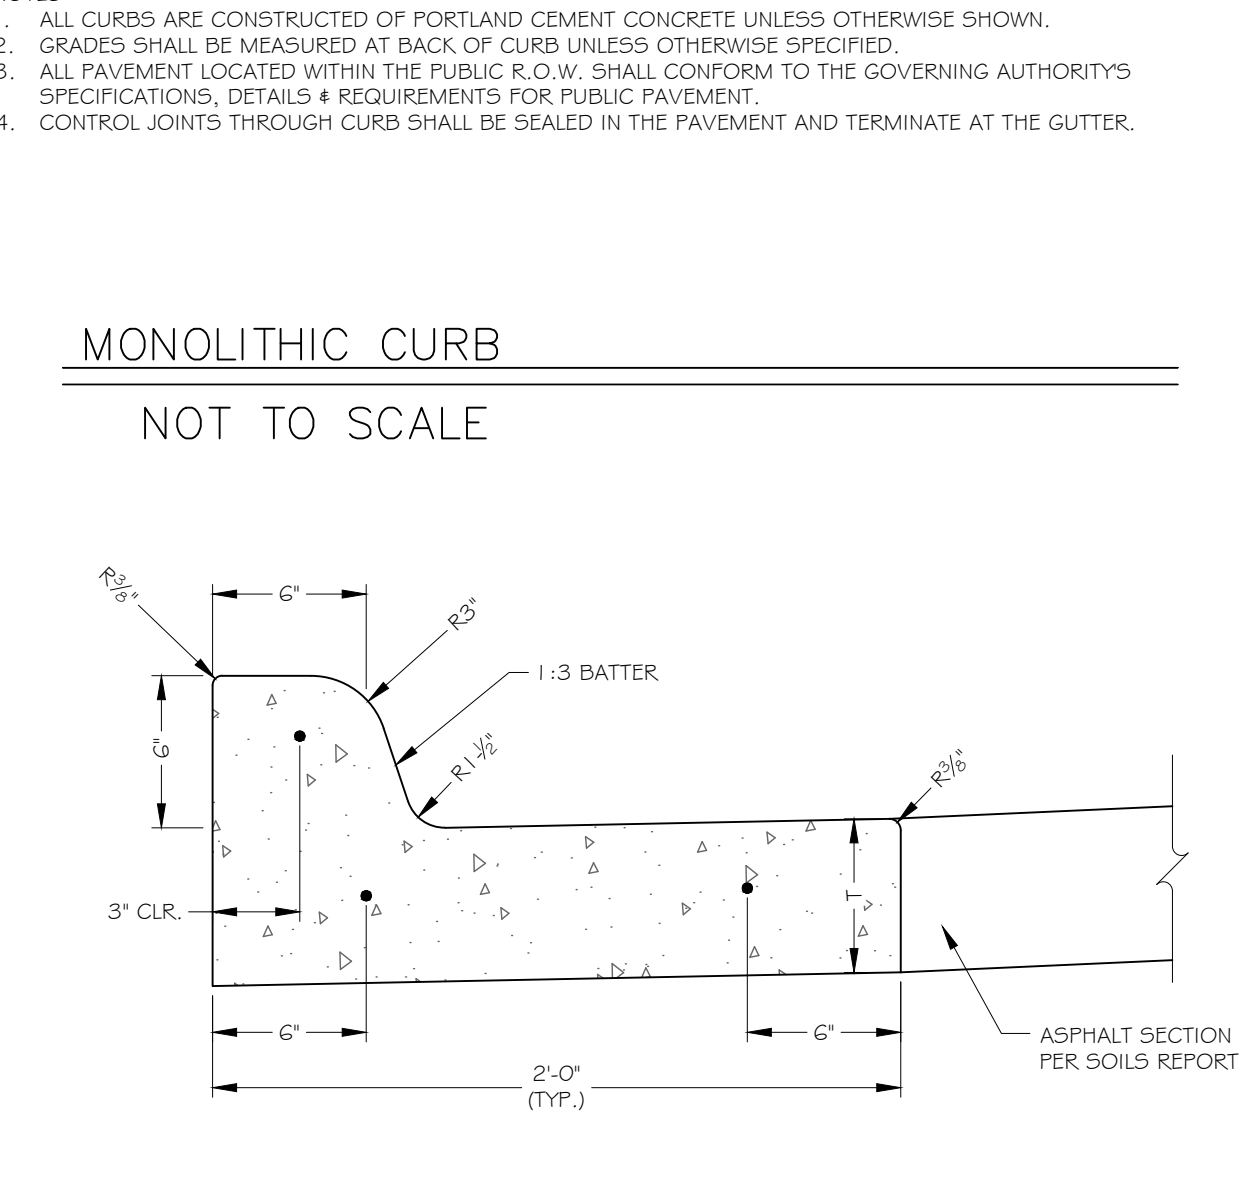 1. ALL CURBS ARE CONSTRUCTED OF PORTLAND CEMENT CONCRETE UNLESS OTHERWISE SHOWN.
2. GRADES SHALL BE MEASURED AT BACK OF CURB UNLESS OTHERWISE SPECIFIED.
3. ALL PAVEMENT LOCATED WITHIN THE PUBLIC R.O.W. SHALL CONFORM TO THE GOVERNING AUTHORITY'S
SPECIFICATIONS, DETAILS & REQUIREMENTS FOR PUBLIC PAVEMENT.
4. CONTROL JOINTS THROUGH CURB SHALL BE SEALED IN THE PAVEMENT AND TERMINATE AT THE GUTTER.
MONOLITHIC CURB
NOT TO SCALE
R3/8"
6"
R3"
1:3 BATTER
6"
R1-1/2"
R3/8"
T
3" CLR.
6"
6"
ASPHALT SECTION
PER SOILS REPORT
2'-0"
(TYP.)